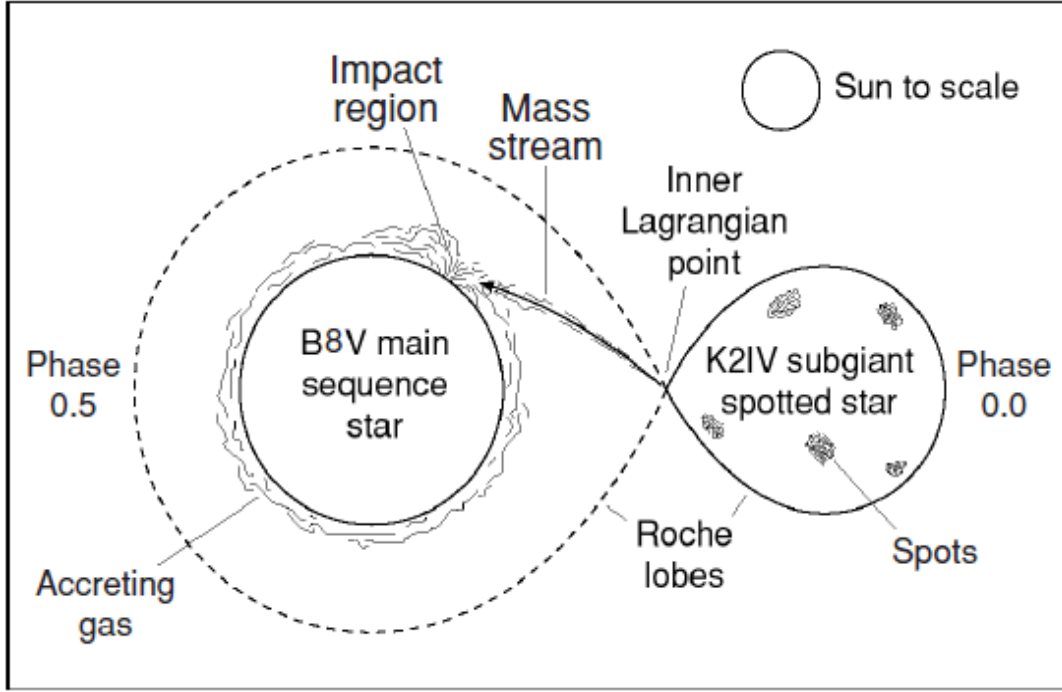 Impact
region
Mass
stream
Sun to scale
Inner
Lagrangian
point
Phase
0.5
B8V main
sequence
star
K2IV subgiant
spotted star
Phase
0.0
Accreting
gas
Roche
lobes
Spots